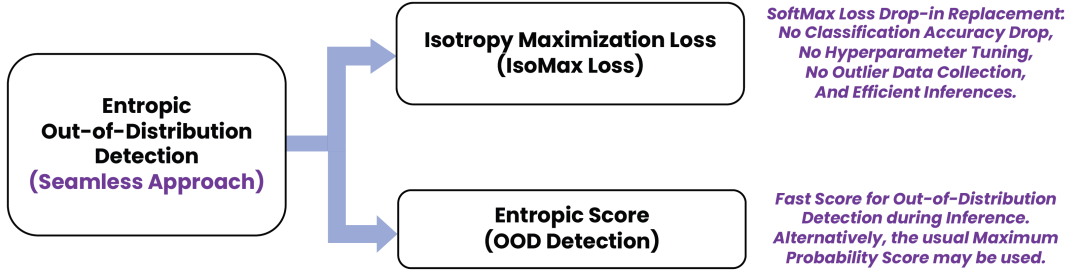 Entropic
Out-of-Distribution
Detection
(Seamless Approach)
Isotropy Maximization Loss
(IsoMax Loss)
SoftMax Loss Drop-in Replacement:
No Classification Accuracy Drop,
No Hyperparameter Tuning,
No Outlier Data Collection,
And Efficient Inferences.
Entropic Score
(OOD Detection)
Fast Score for Out-of-Distribution
Detection during Inference.
Alternatively, the usual Maximum
Probability Score may be used.